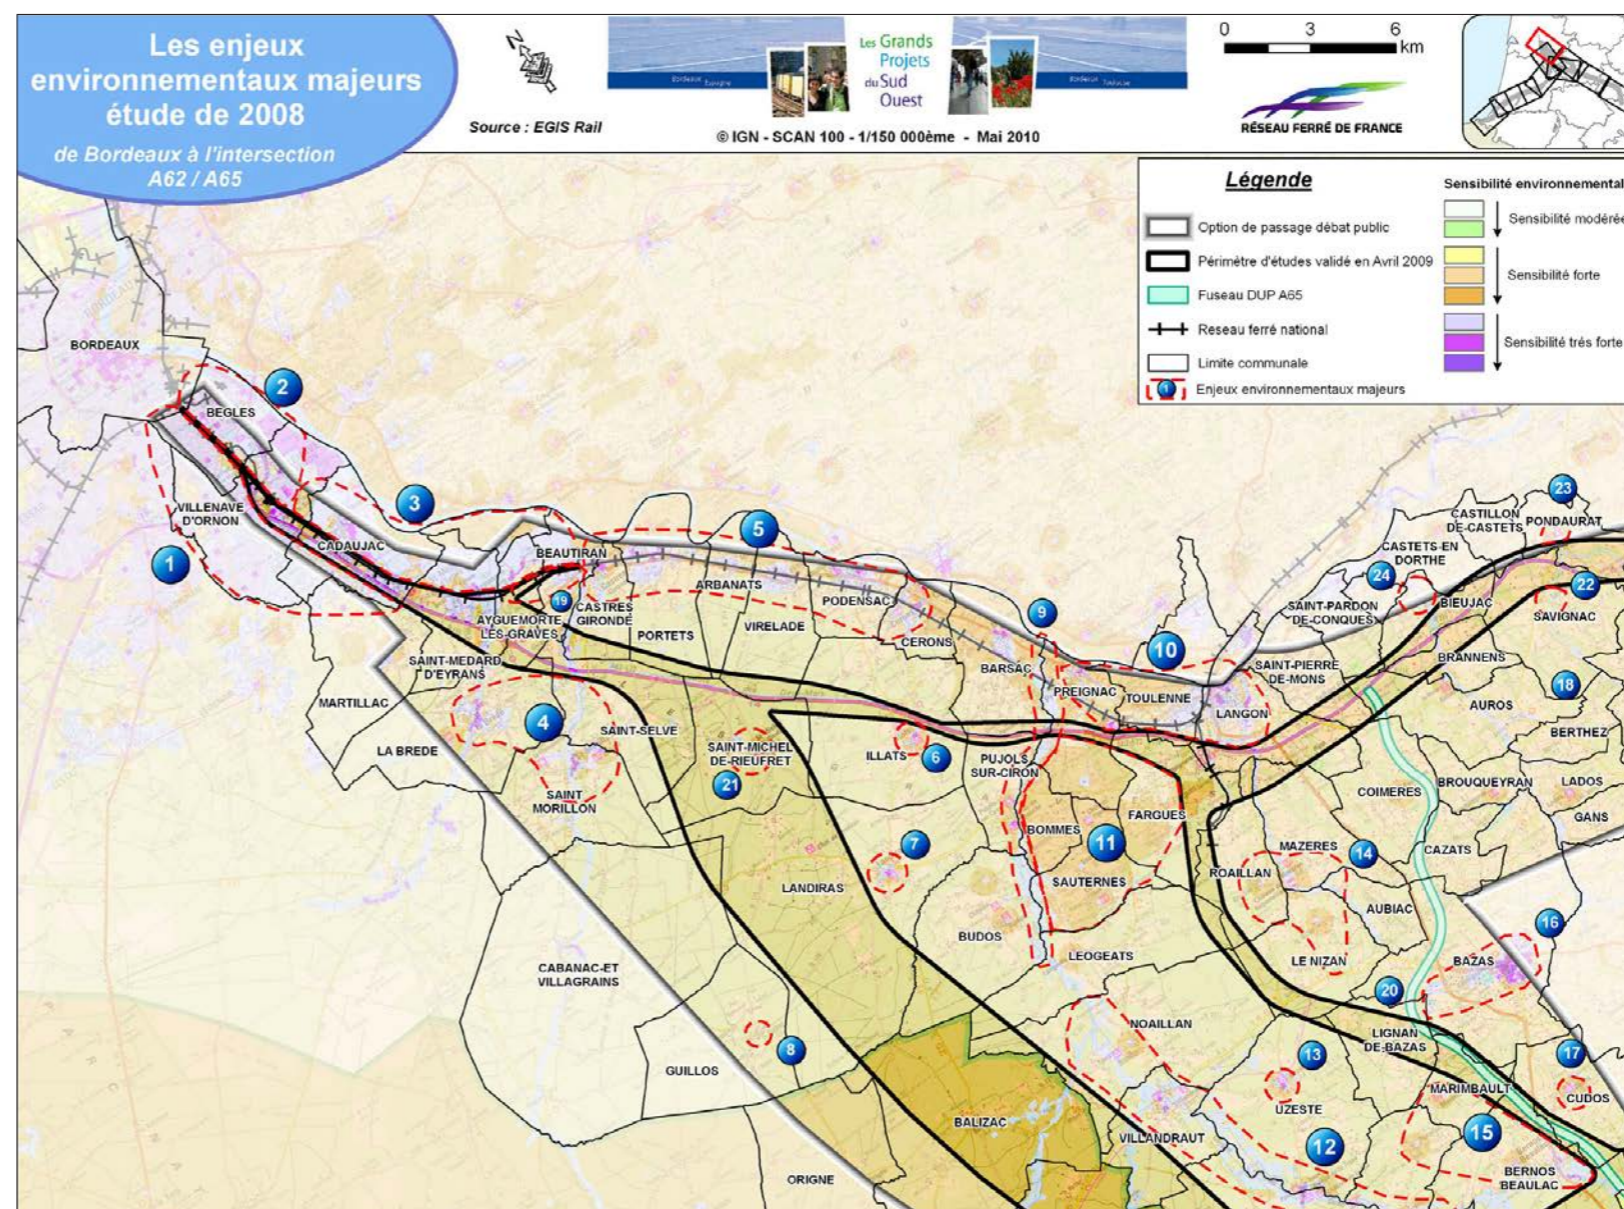 Les enjeux
environnementaux majeurs
étude de 2008
de Bordeaux à l'intersection
A62 / A65
N
Source : EGIS Rail
Bordeaux Espagne
Les Grands
Projets
du Sud
Ouest
Bordeaux Toulouse
© IGN - SCAN 100 - 1/150 000ème - Mai 2010
0 3 6
km
RÉSEAU FERRÉ DE FRANCE
Légende
Option de passage débat public
Périmètre d'études validé en Avril 2009
Fuseau DUP A65
Reseau ferré national
Limite communale
1 Enjeux environnementaux majeurs
Sensibilité environnemental
Sensibilité modérée
Sensibilité forte
Sensibilité trés forte
BORDEAUX
2
BEGLES
3
VILLENAVE
D'ORNON
1
CADAUJAC
5
BEAUTIRAN
ARBANATS
PODENSAC
19
CASTRES
GIRONDE
AYGUEMORTE
LES-GRAVES
PORTETS
VIRELADE
CERONS
9
BARSAC
10
PREIGNAC
TOULENNE
LANGON
SAINT-PIERRE
DE-MONS
SAINT-PARDON
DE-CONQUES
24
CASTETS-EN
DORTHE
CASTILLON
DE-CASTETS
23
PONDAURAT
22
BIEUJAC
SAVIGNAC
BRANNENS
18
AUROS
BERTHEZ
SAINT-MEDARD
D'EYRANS
MARTILLAC
LA BREDE
4
SAINT-SELVE
SAINT
MORILLON
SAINT-MICHEL
DE-RIEUFRET
21
ILLATS
6
PUJOLS
SUR-CIRON
BOMMES
11
FARGUES
SAUTERNES
7
LANDIRAS
BUDOS
LEOGEATS
COIMERES
BROUQUEYRAN
LADOS
GANS
CAZATS
MAZERES
14
ROAILLAN
AUBIAC
LE NIZAN
16
BAZAS
20
CABANAC-ET
VILLAGRAINS
GUILLOS
8
NOAILLAN
13
UZESTE
LIGNAN
DE-BAZAS
17
CUDOS
MARIMBAULT
15
BERNOS
BEAULAC
12
VILLANDRAUT
BALIZAC
ORIGNE